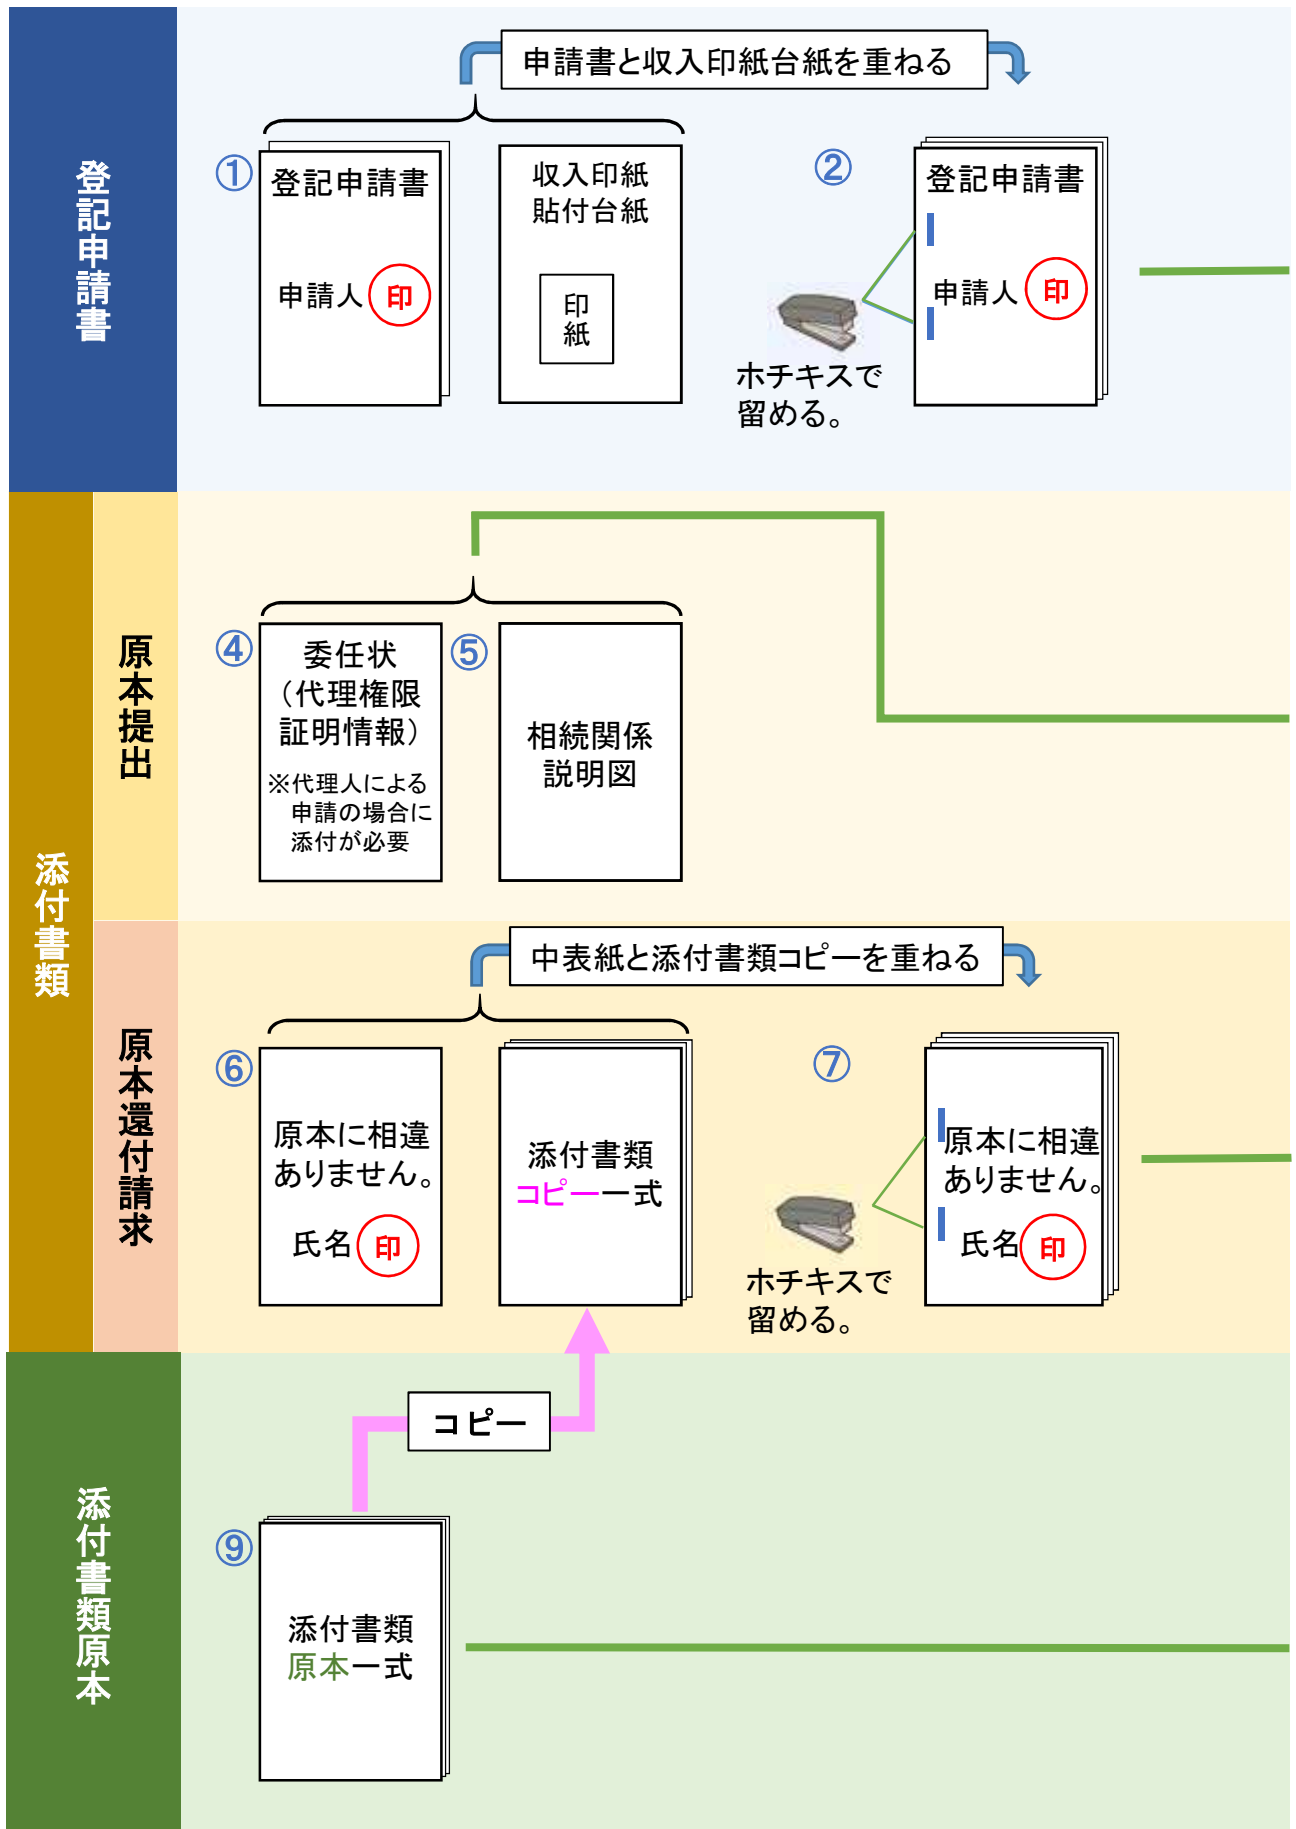 登記申請書
申請書と収入印紙台紙を重ねる
①
登記申請書
申請人 印
収入印紙
貼付台紙
印
紙
②
登記申請書
申請人 印
ホチキスで
留める。
添付書類
原本提出
④
委任状
（代理権限
証明情報）
※代理人による
申請の場合に
添付が必要
⑤
相続関係
説明図
原本還付請求
中表紙と添付書類コピーを重ねる
⑥
原本に相違
ありません。
氏名 印
添付書類
コピー一式
⑦
原本に相違
ありません。
氏名 印
ホチキスで
留める。
添付書類原本
コピー
⑨
添付書類
原本一式